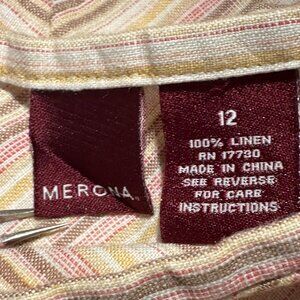 MERONA.
12
100% LINEN
RN 17730
MADE IN CHINA
SEE REVERSE
FOR CARE
INSTRUCTIONS